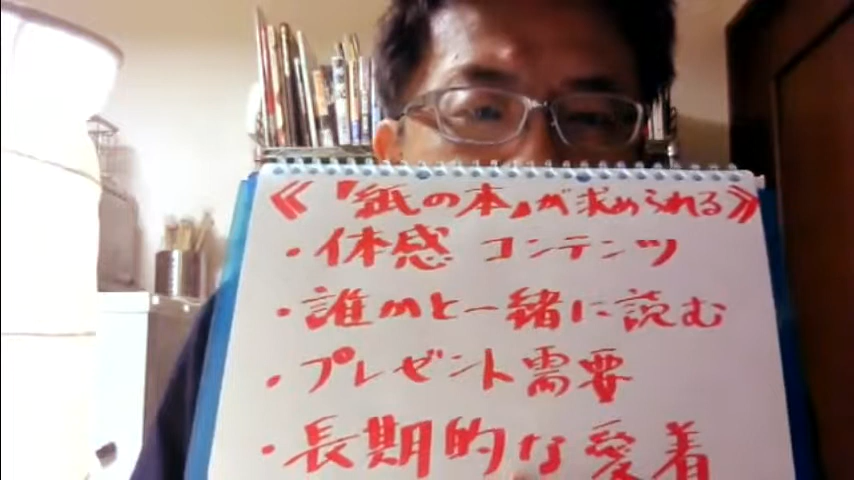 《「紙の本」が求められる》
・体感コンテンツ
・誰かと一緒に読む
・プレゼント需要
・長期的な愛着